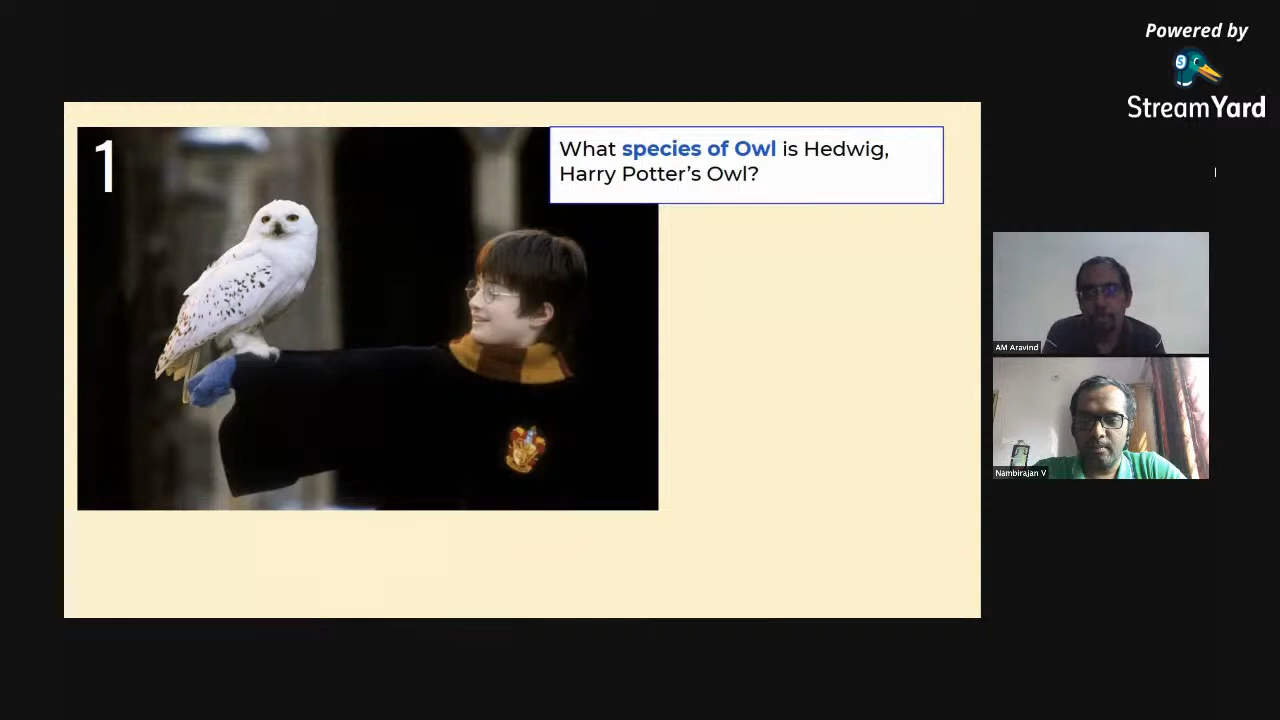 Powered by
StreamYard
1
What species of Owl is Hedwig,
Harry Potter's Owl?
AM Aravind
Nambirajan V